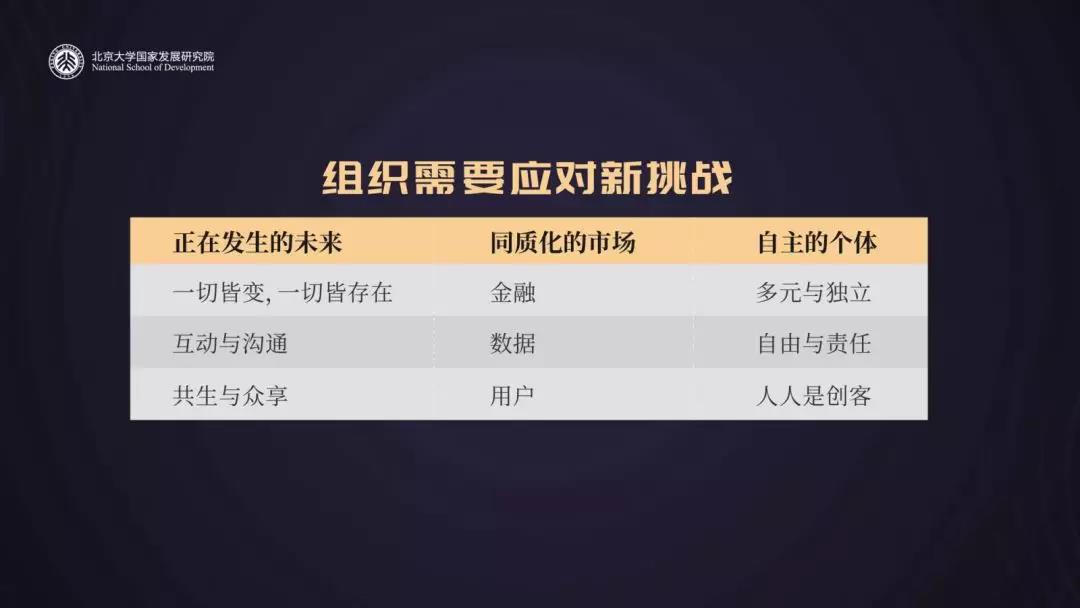 北京大学国家发展研究院
National School of Development
组织需要应对新挑战
正在发生的未来 同质化的市场 自主的个体
一切皆变, 一切皆存在 金融 多元与独立
互动与沟通 数据 自由与责任
共生与众享 用户 人人是创客